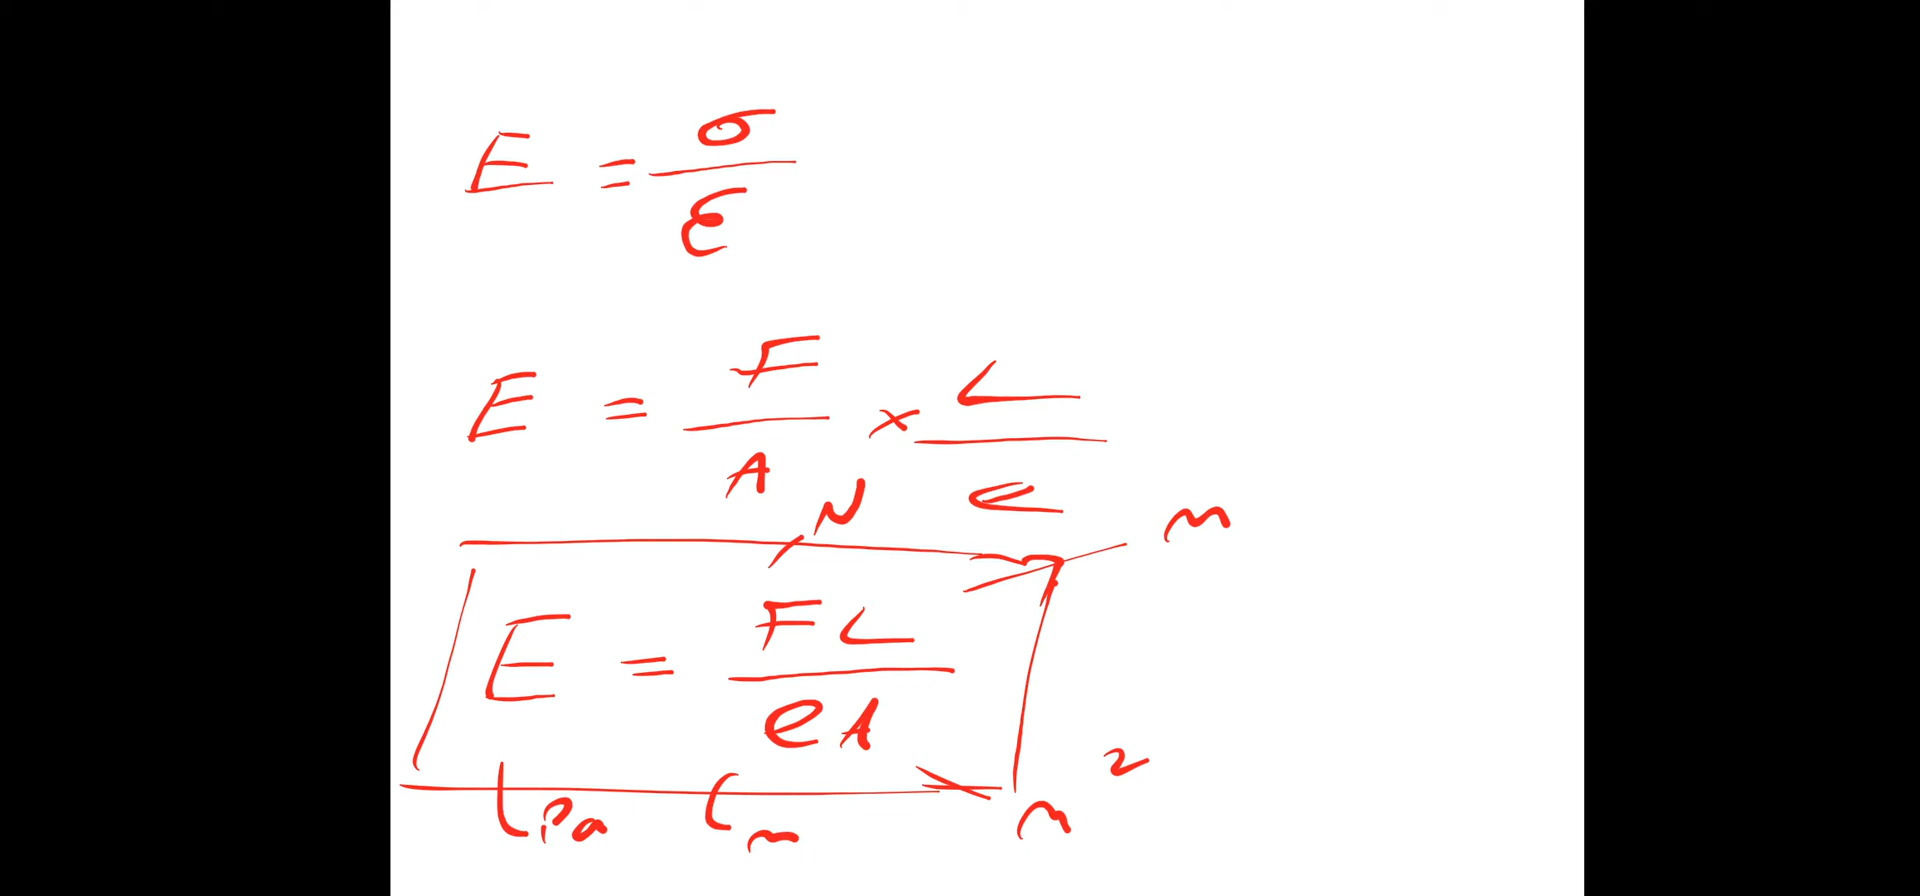 E = σ/ε
E = F/A × L/e
N
m
E = FL/eA
Pa m m²